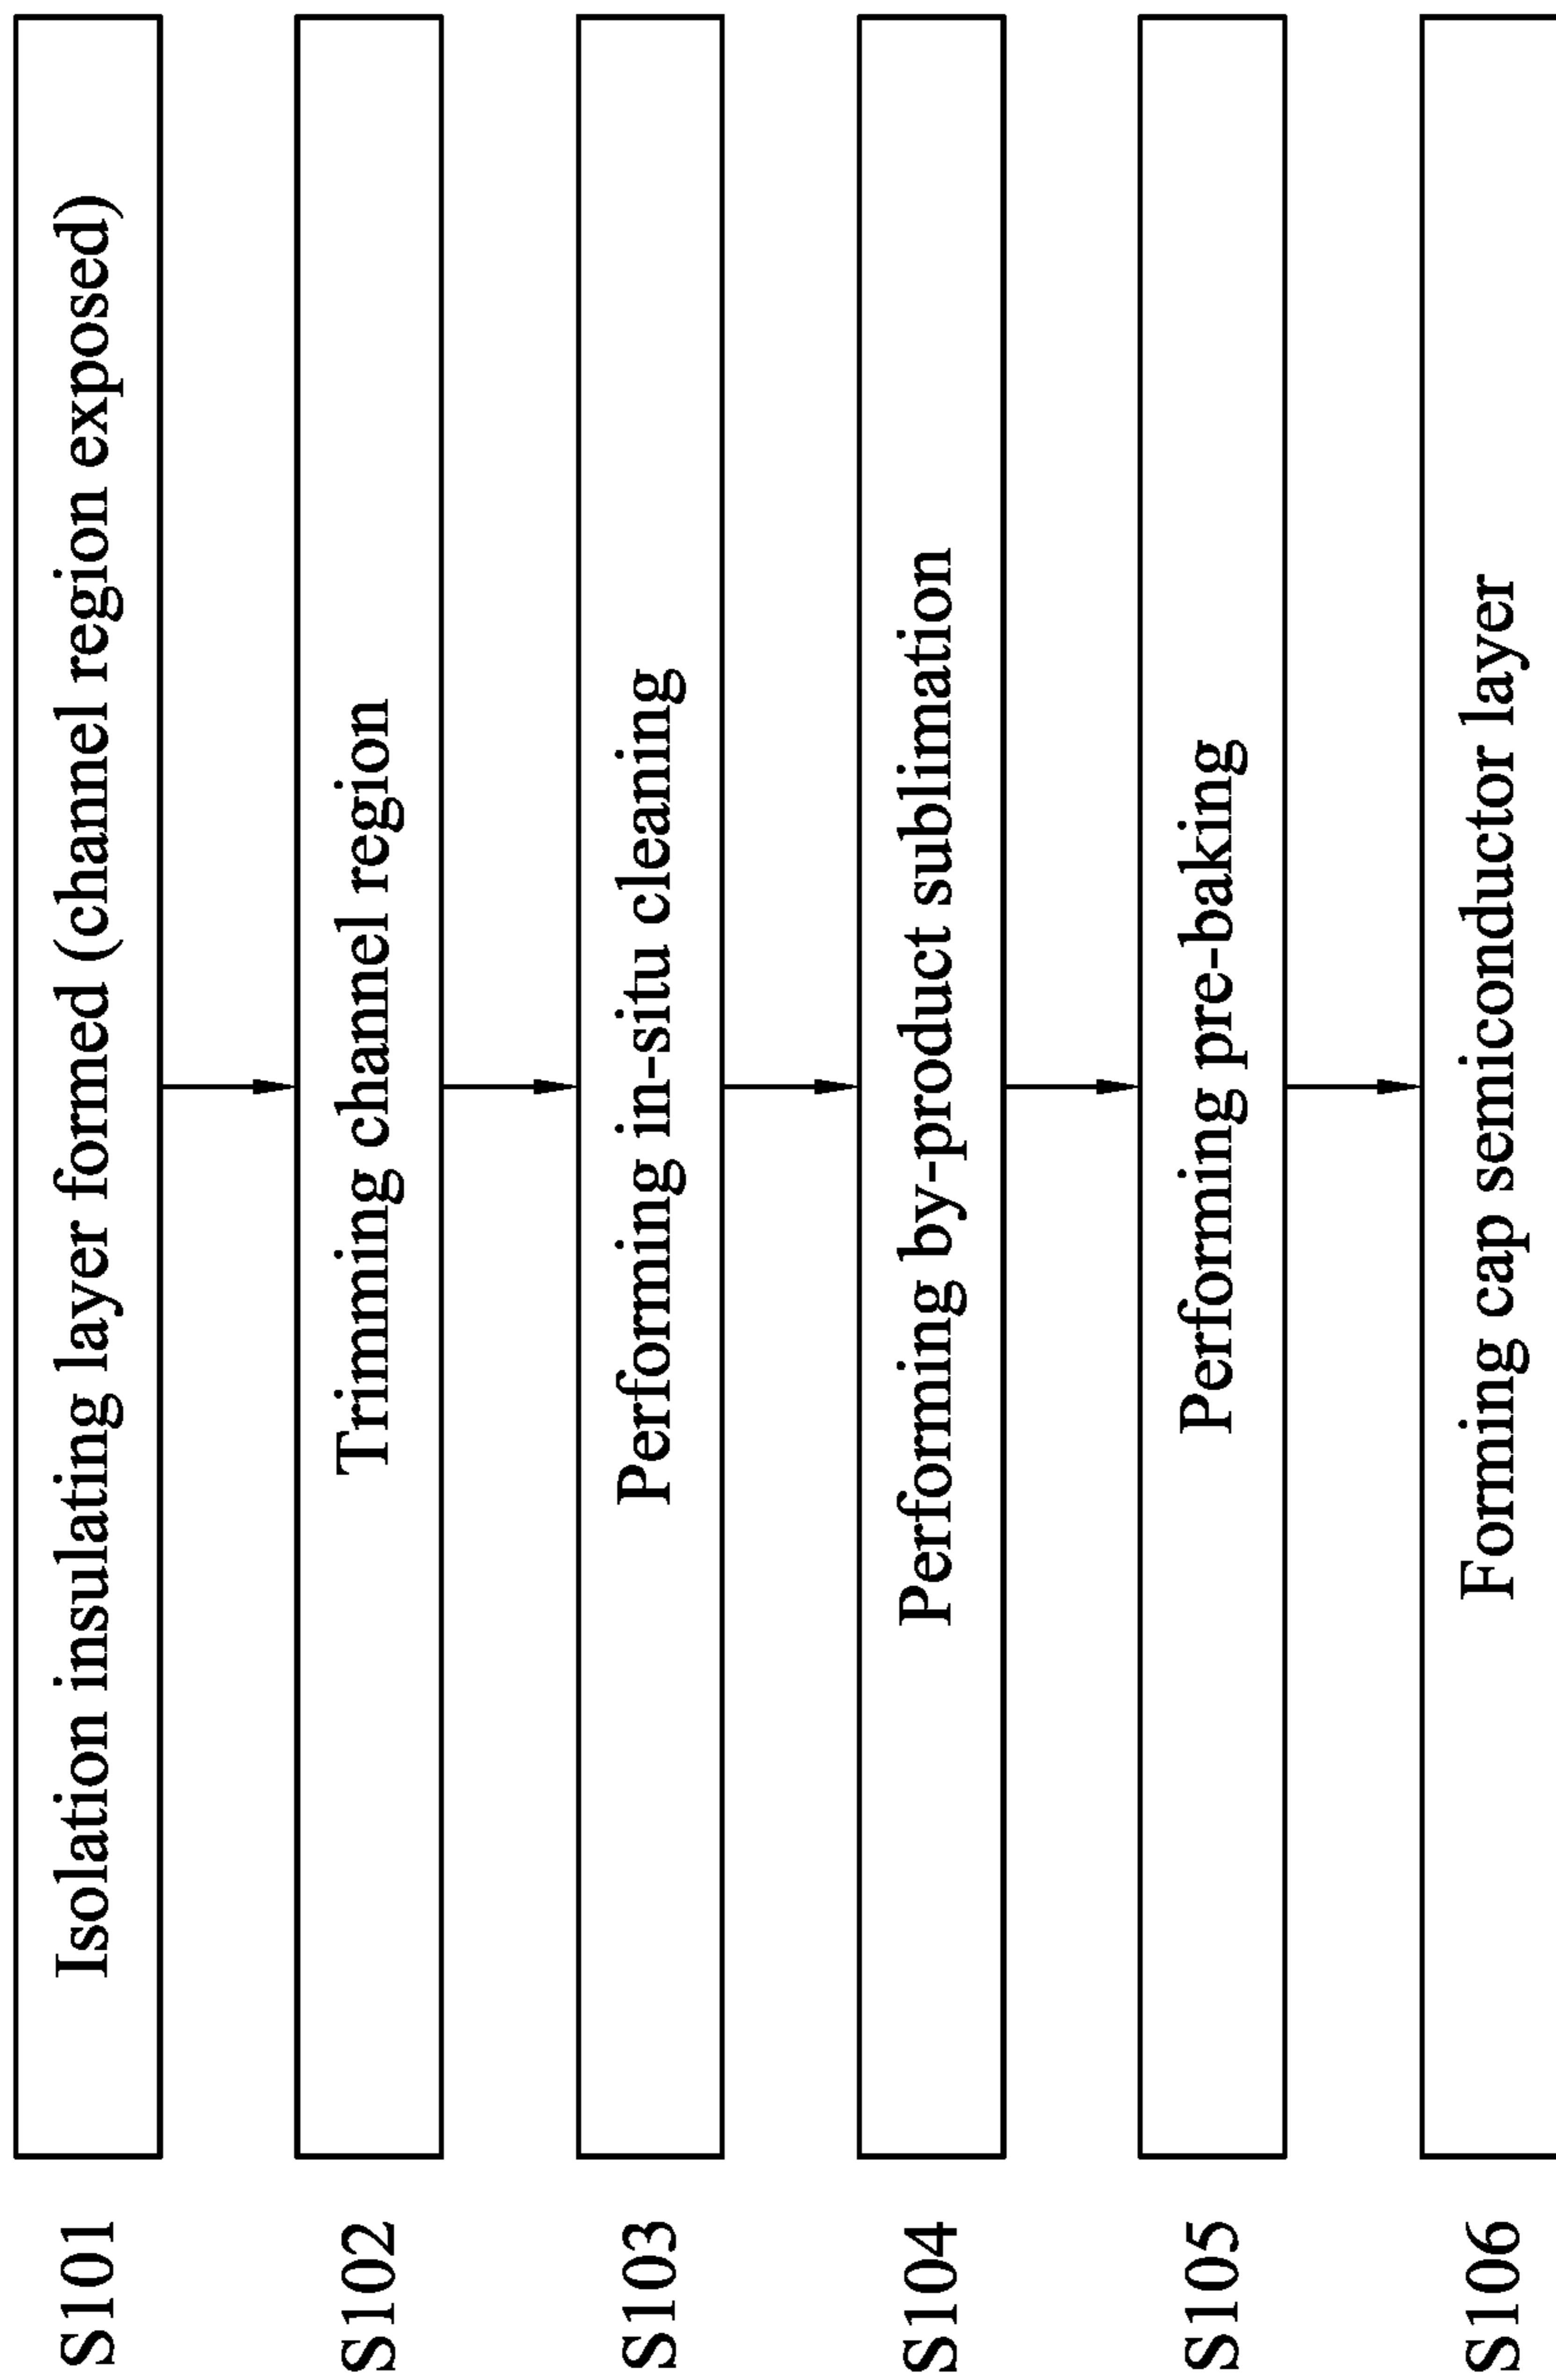 S101
Isolation insulating layer formed (channel region exposed)
S102
Trimming channel region
S103
Performing in-situ cleaning
S104
Performing by-product sublimation
S105
Performing pre-baking
S106
Forming cap semiconductor layer